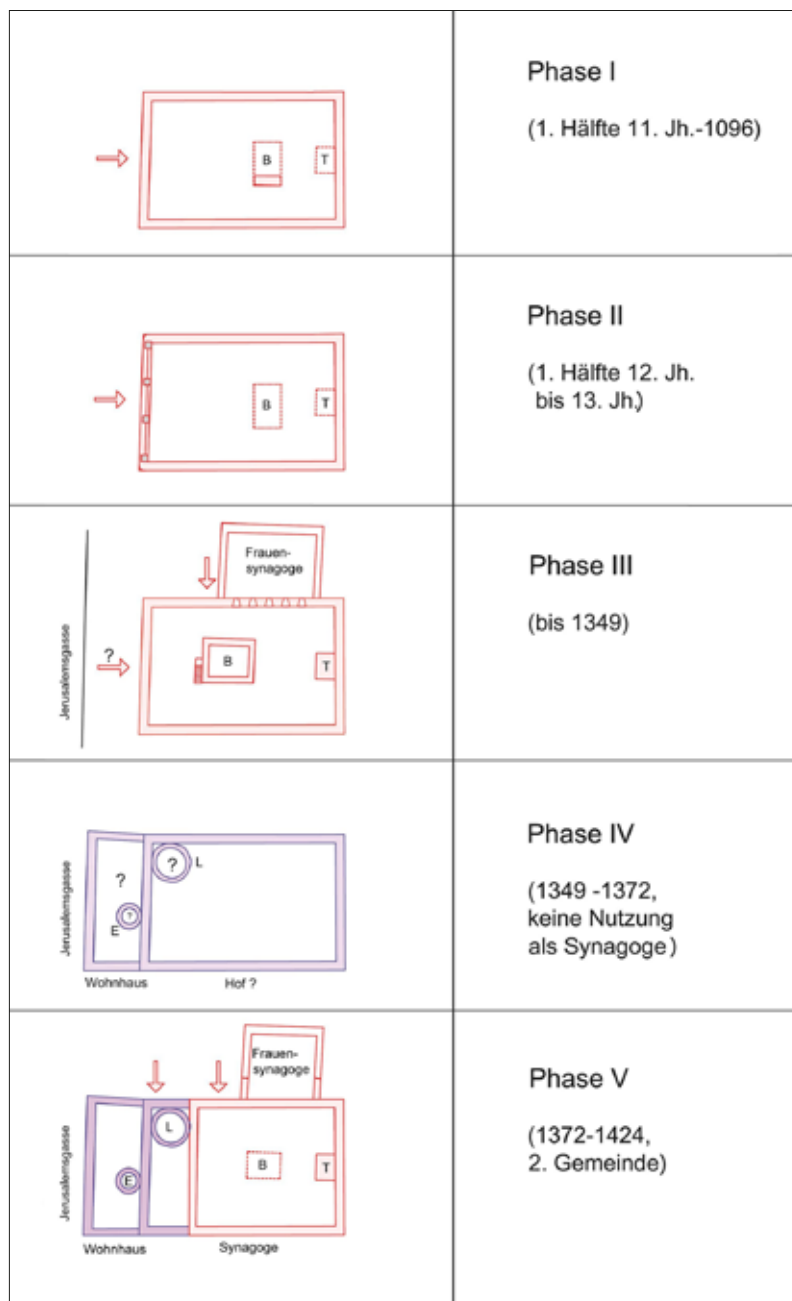 B
T
Phase I
(1. Hälfte 11. Jh.-1096)
B
T
Phase II
(1. Hälfte 12. Jh.
bis 13. Jh.)
Jerusalemsgasse
?
Frauen-
synagoge
B
T
Phase III
(bis 1349)
Jerusalemsgasse
?
?
L
?
E
Wohnhaus
Hof ?
Phase IV
(1349 -1372,
keine Nutzung
als Synagoge)
Jerusalemsgasse
Frauen-
synagoge
L
E
B
T
Wohnhaus
Synagoge
Phase V
(1372-1424,
2. Gemeinde)